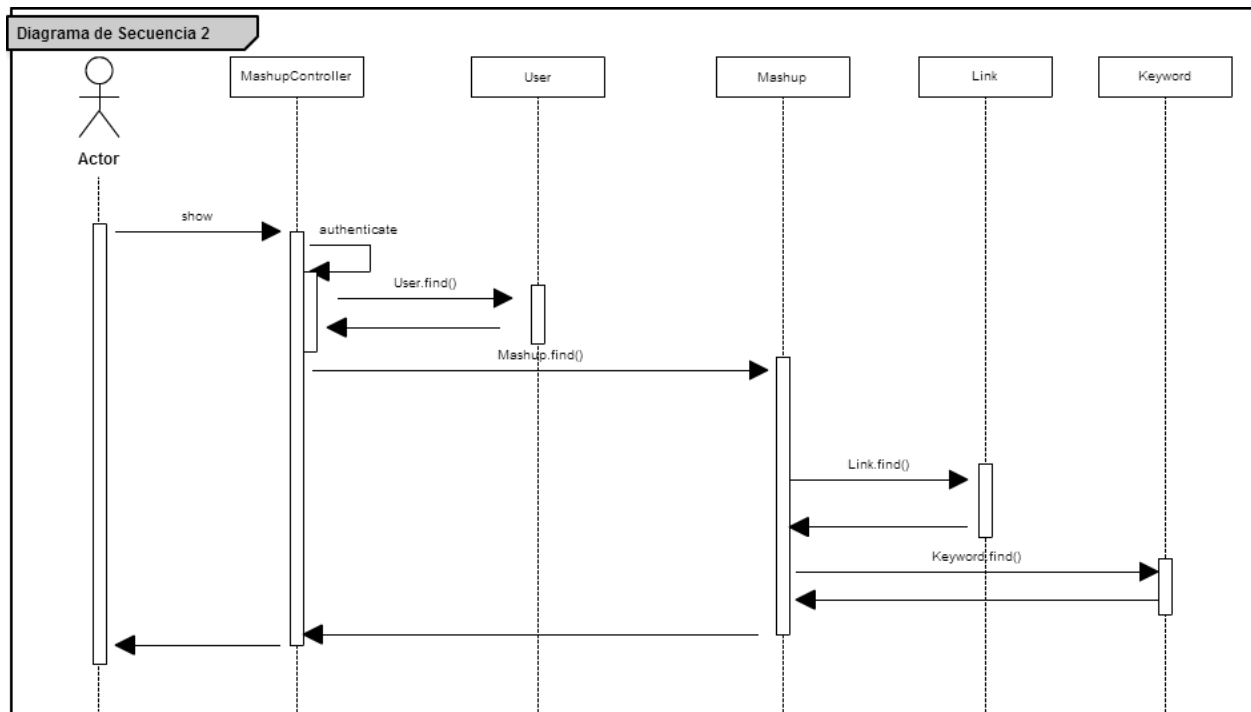 Diagrama de Secuencia 2
MashupController
User
Mashup
Link
Keyword
Actor
show
authenticate
User.find()
Mashup.find()
Link.find()
Keyword.find()